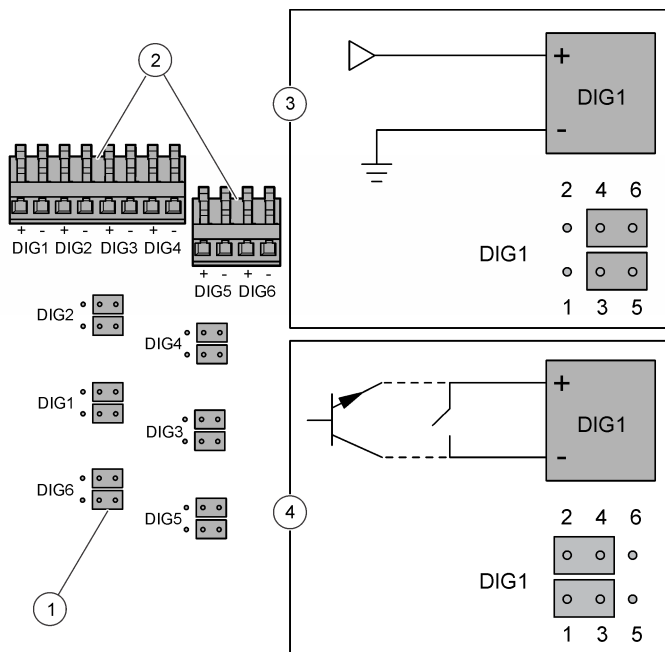 2
+ - + - + - + -
DIG1 DIG2 DIG3 DIG4
+ - + -
DIG5 DIG6
DIG2
DIG4
DIG1
DIG3
DIG6
DIG5
1
3
+
DIG1
-
2 4 6
DIG1
1 3 5
4
+
DIG1
-
2 4 6
DIG1
1 3 5